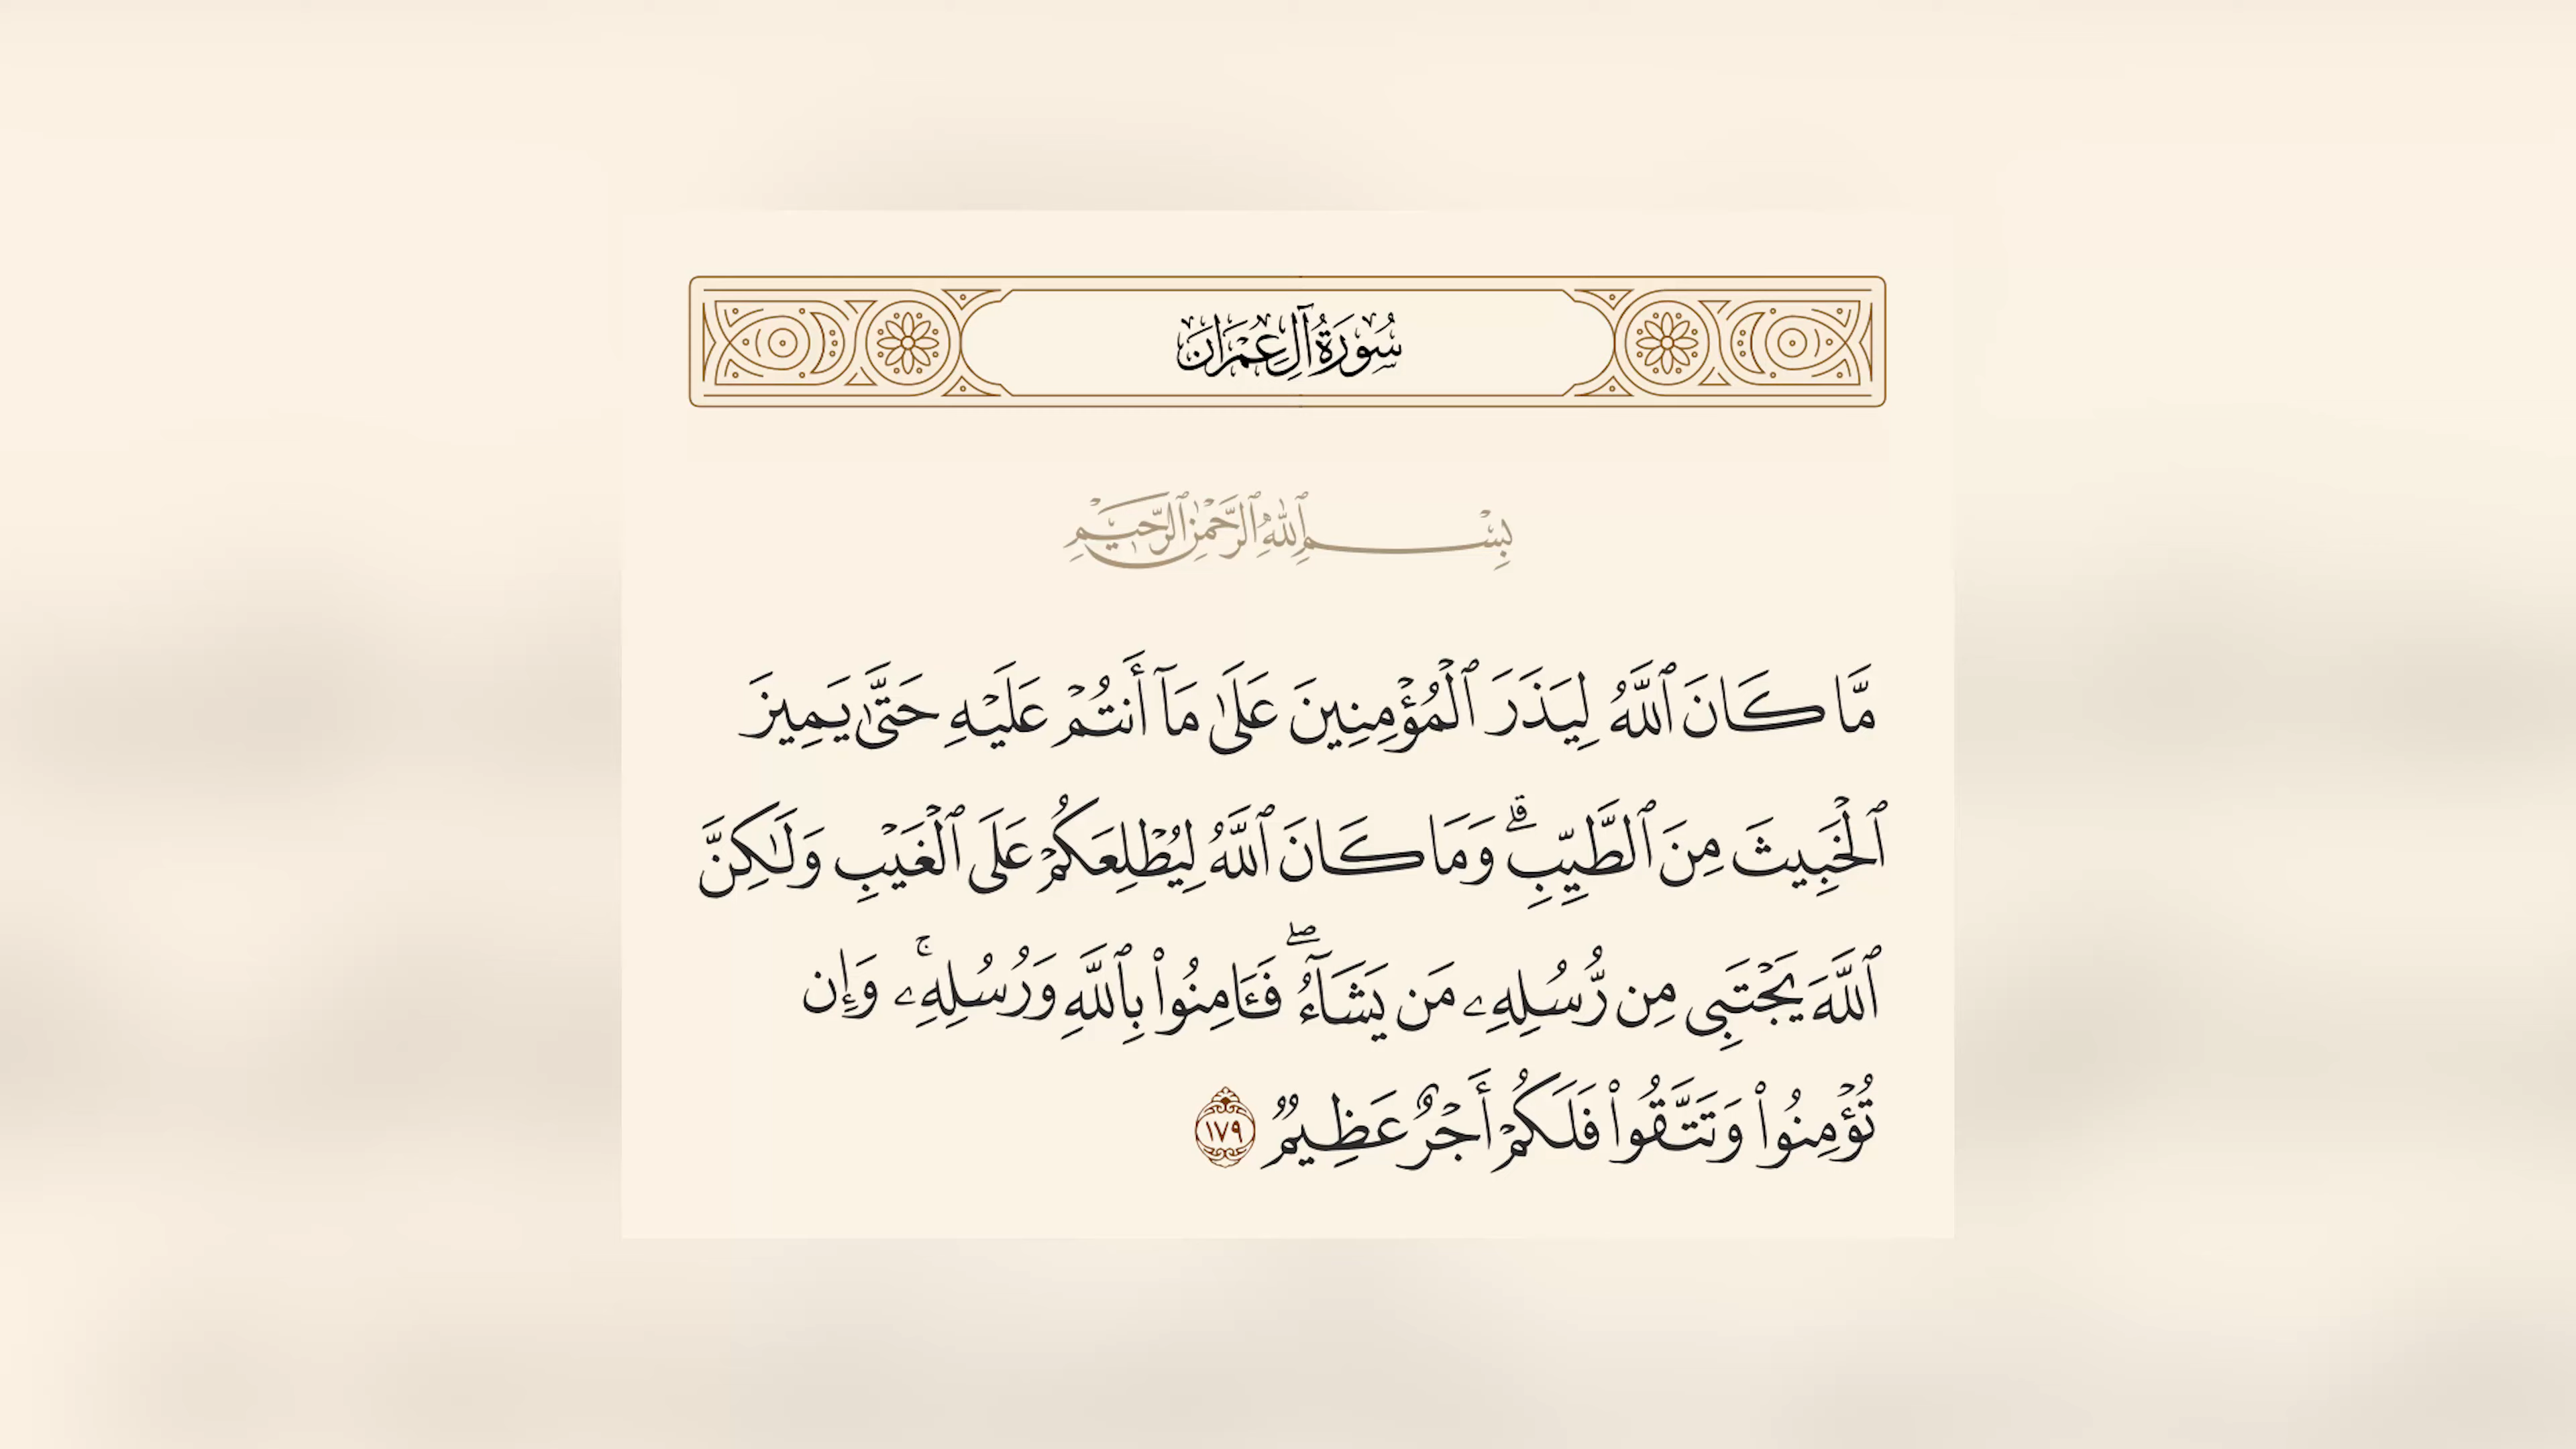 سُورَةُ آلِ عِمْرَانَ
بِسْمِ ٱللَّهِ ٱلرَّحْمَٰنِ ٱلرَّحِيمِ
مَّا كَانَ ٱللَّهُ لِيَذَرَ ٱلْمُؤْمِنِينَ عَلَىٰ مَآ أَنتُمْ عَلَيْهِ حَتَّىٰ يَمِيزَ
ٱلْخَبِيثَ مِنَ ٱلطَّيِّبِ ۗ وَمَا كَانَ ٱللَّهُ لِيُطْلِعَكُمْ عَلَى ٱلْغَيْبِ وَلَٰكِنَّ
ٱللَّهَ يَجْتَبِى مِن رُّسُلِهِۦ مَن يَشَآءُ ۖ فَـَٔامِنُوا۟ بِٱللَّهِ وَرُسُلِهِۦ ۚ وَإِن
تُؤْمِنُوا۟ وَتَتَّقُوا۟ فَلَكُمْ أَجْرٌ عَظِيمٌ ١٧٩